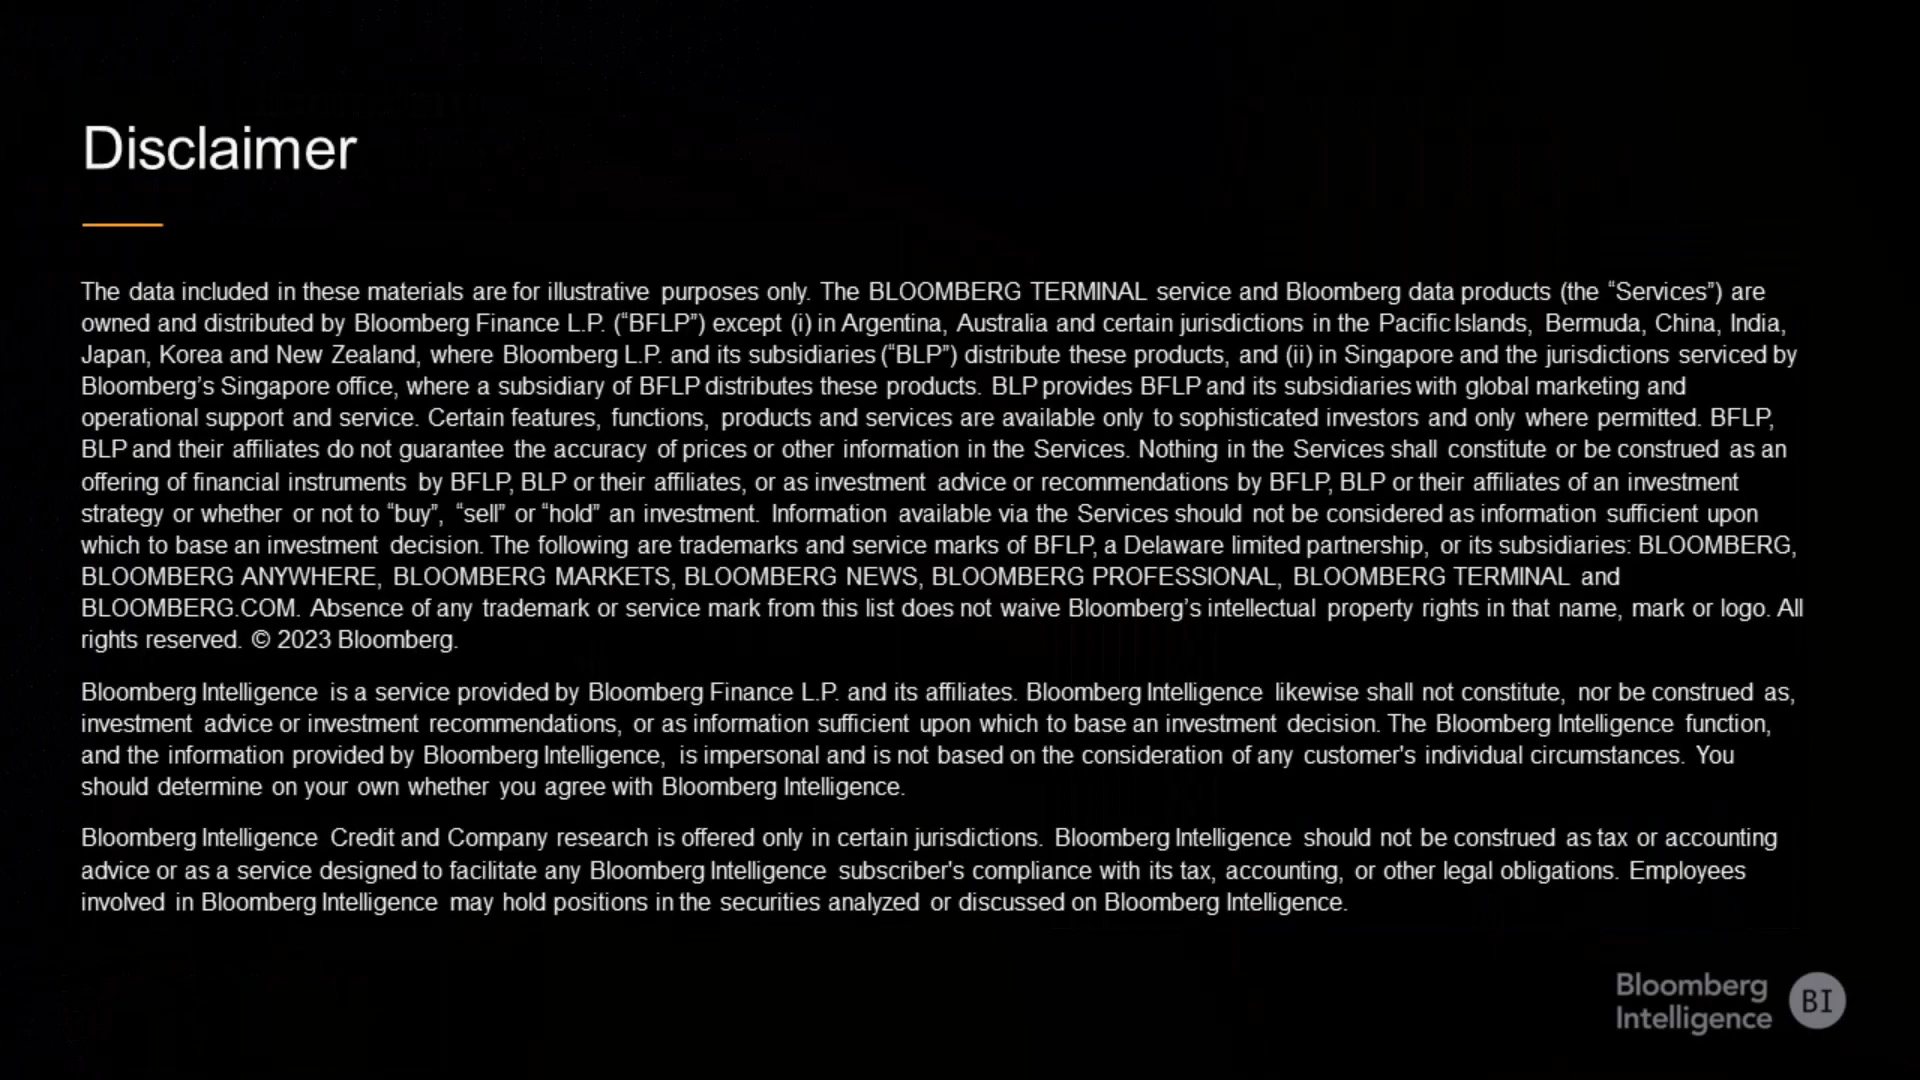 Disclaimer
The data included in these materials are for illustrative purposes only. The BLOOMBERG TERMINAL service and Bloomberg data products (the “Services”) are
owned and distributed by Bloomberg Finance L.P. (“BFLP”) except (i) in Argentina, Australia and certain jurisdictions in the Pacific Islands, Bermuda, China, India,
Japan, Korea and New Zealand, where Bloomberg L.P. and its subsidiaries (“BLP”) distribute these products, and (ii) in Singapore and the jurisdictions serviced by
Bloomberg’s Singapore office, where a subsidiary of BFLP distributes these products. BLP provides BFLP and its subsidiaries with global marketing and
operational support and service. Certain features, functions, products and services are available only to sophisticated investors and only where permitted. BFLP,
BLP and their affiliates do not guarantee the accuracy of prices or other information in the Services. Nothing in the Services shall constitute or be construed as an
offering of financial instruments by BFLP, BLP or their affiliates, or as investment advice or recommendations by BFLP, BLP or their affiliates of an investment
strategy or whether or not to “buy”, “sell” or “hold” an investment. Information available via the Services should not be considered as information sufficient upon
which to base an investment decision. The following are trademarks and service marks of BFLP, a Delaware limited partnership, or its subsidiaries: BLOOMBERG,
BLOOMBERG ANYWHERE, BLOOMBERG MARKETS, BLOOMBERG NEWS, BLOOMBERG PROFESSIONAL, BLOOMBERG TERMINAL and
BLOOMBERG.COM. Absence of any trademark or service mark from this list does not waive Bloomberg’s intellectual property rights in that name, mark or logo. All
rights reserved. © 2023 Bloomberg.
Bloomberg Intelligence is a service provided by Bloomberg Finance L.P. and its affiliates. Bloomberg Intelligence likewise shall not constitute, nor be construed as,
investment advice or investment recommendations, or as information sufficient upon which to base an investment decision. The Bloomberg Intelligence function,
and the information provided by Bloomberg Intelligence, is impersonal and is not based on the consideration of any customer's individual circumstances. You
should determine on your own whether you agree with Bloomberg Intelligence.
Bloomberg Intelligence Credit and Company research is offered only in certain jurisdictions. Bloomberg Intelligence should not be construed as tax or accounting
advice or as a service designed to facilitate any Bloomberg Intelligence subscriber's compliance with its tax, accounting, or other legal obligations. Employees
involved in Bloomberg Intelligence may hold positions in the securities analyzed or discussed on Bloomberg Intelligence.
Bloomberg
Intelligence
BI